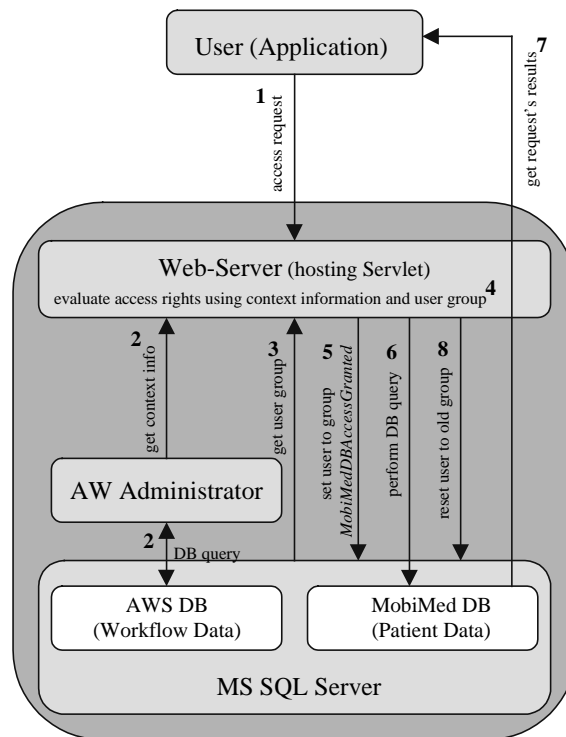 User (Application)
7
1
access request
get request's results
Web-Server (hosting Servlet)
evaluate access rights using context information and user group
4
2
get context info
3
get user group
5
set user to group
MobiMedDBAccessGranted
6
perform DB query
8
reset user to old group
AW Administrator
2
DB query
AWS DB
(Workflow Data)
MobiMed DB
(Patient Data)
MS SQL Server